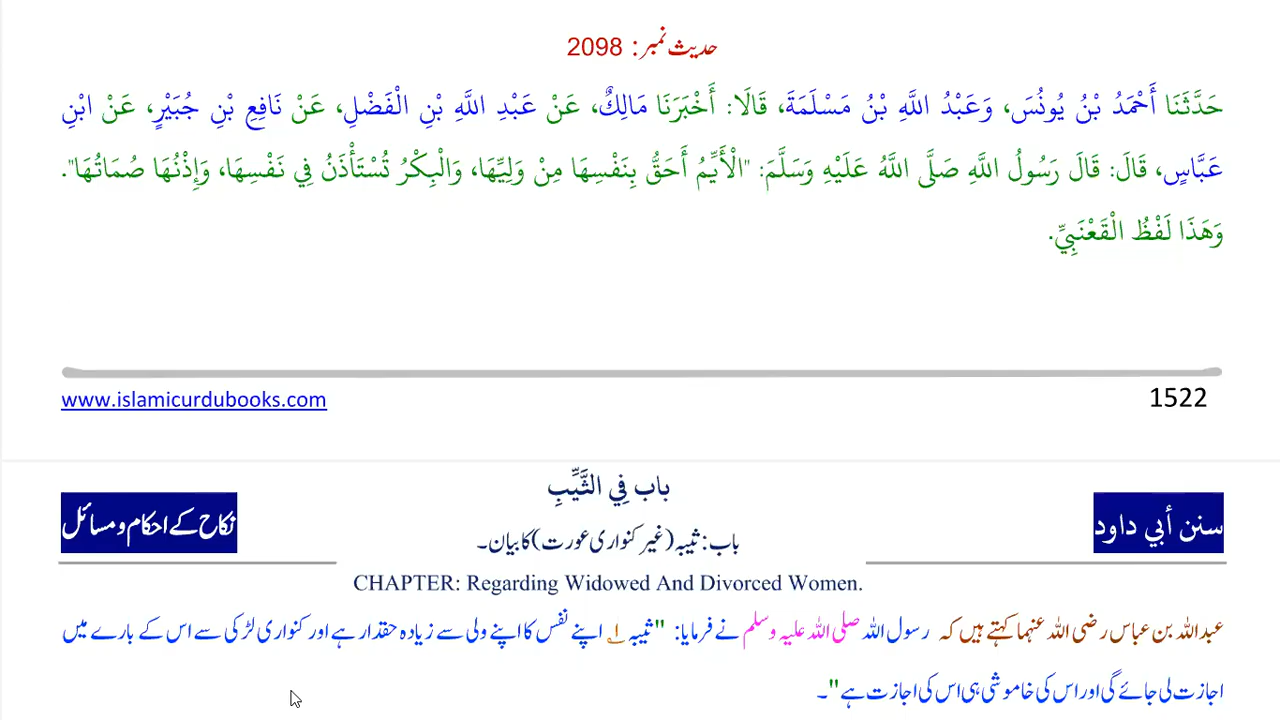 حدیث نمبر: 2098
حَدَّثَنَا أَحْمَدُ بْنُ يُونُسَ، وَعَبْدُ اللَّهِ بْنُ مَسْلَمَةَ، قَالَا: أَخْبَرَنَا مَالِكٌ، عَنْ عَبْدِ اللَّهِ بْنِ الْفَضْلِ، عَنْ نَافِعِ بْنِ جُبَيْرٍ، عَنْ ابْنِ
عَبَّاسٍ، قَالَ: قَالَ رَسُولُ اللَّهِ صَلَّى اللَّهُ عَلَيْهِ وَسَلَّمَ: "الْأَيِّمُ أَحَقُّ بِنَفْسِهَا مِنْ وَلِيِّهَا، وَالْبِكْرُ تُسْتَأْذَنُ فِي نَفْسِهَا، وَإِذْنُهَا صُمَاتُهَا".
وَهَذَا لَفْظُ الْقَعْنَبِيِّ.
www.islamicurdubooks.com 1522
باب فِي الثَّيِّبِ
سنن أبي داود
نکاح کے احکام و مسائل
باب: ثیبہ (غیر کنواری عورت) کا بیان۔
CHAPTER: Regarding Widowed And Divorced Women.
عبداللہ بن عباس رضی اللہ عنہما کہتے ہیں کہ رسول اللہ صلی اللہ علیہ وسلم نے فرمایا: "ثیبہ ۱؎ اپنے نفس کا اپنے ولی سے زیادہ حقدار ہے اور کنواری لڑکی سے اس کے بارے میں
اجازت لی جائے گی اور اس کی خاموشی ہی اس کی اجازت ہے"۔